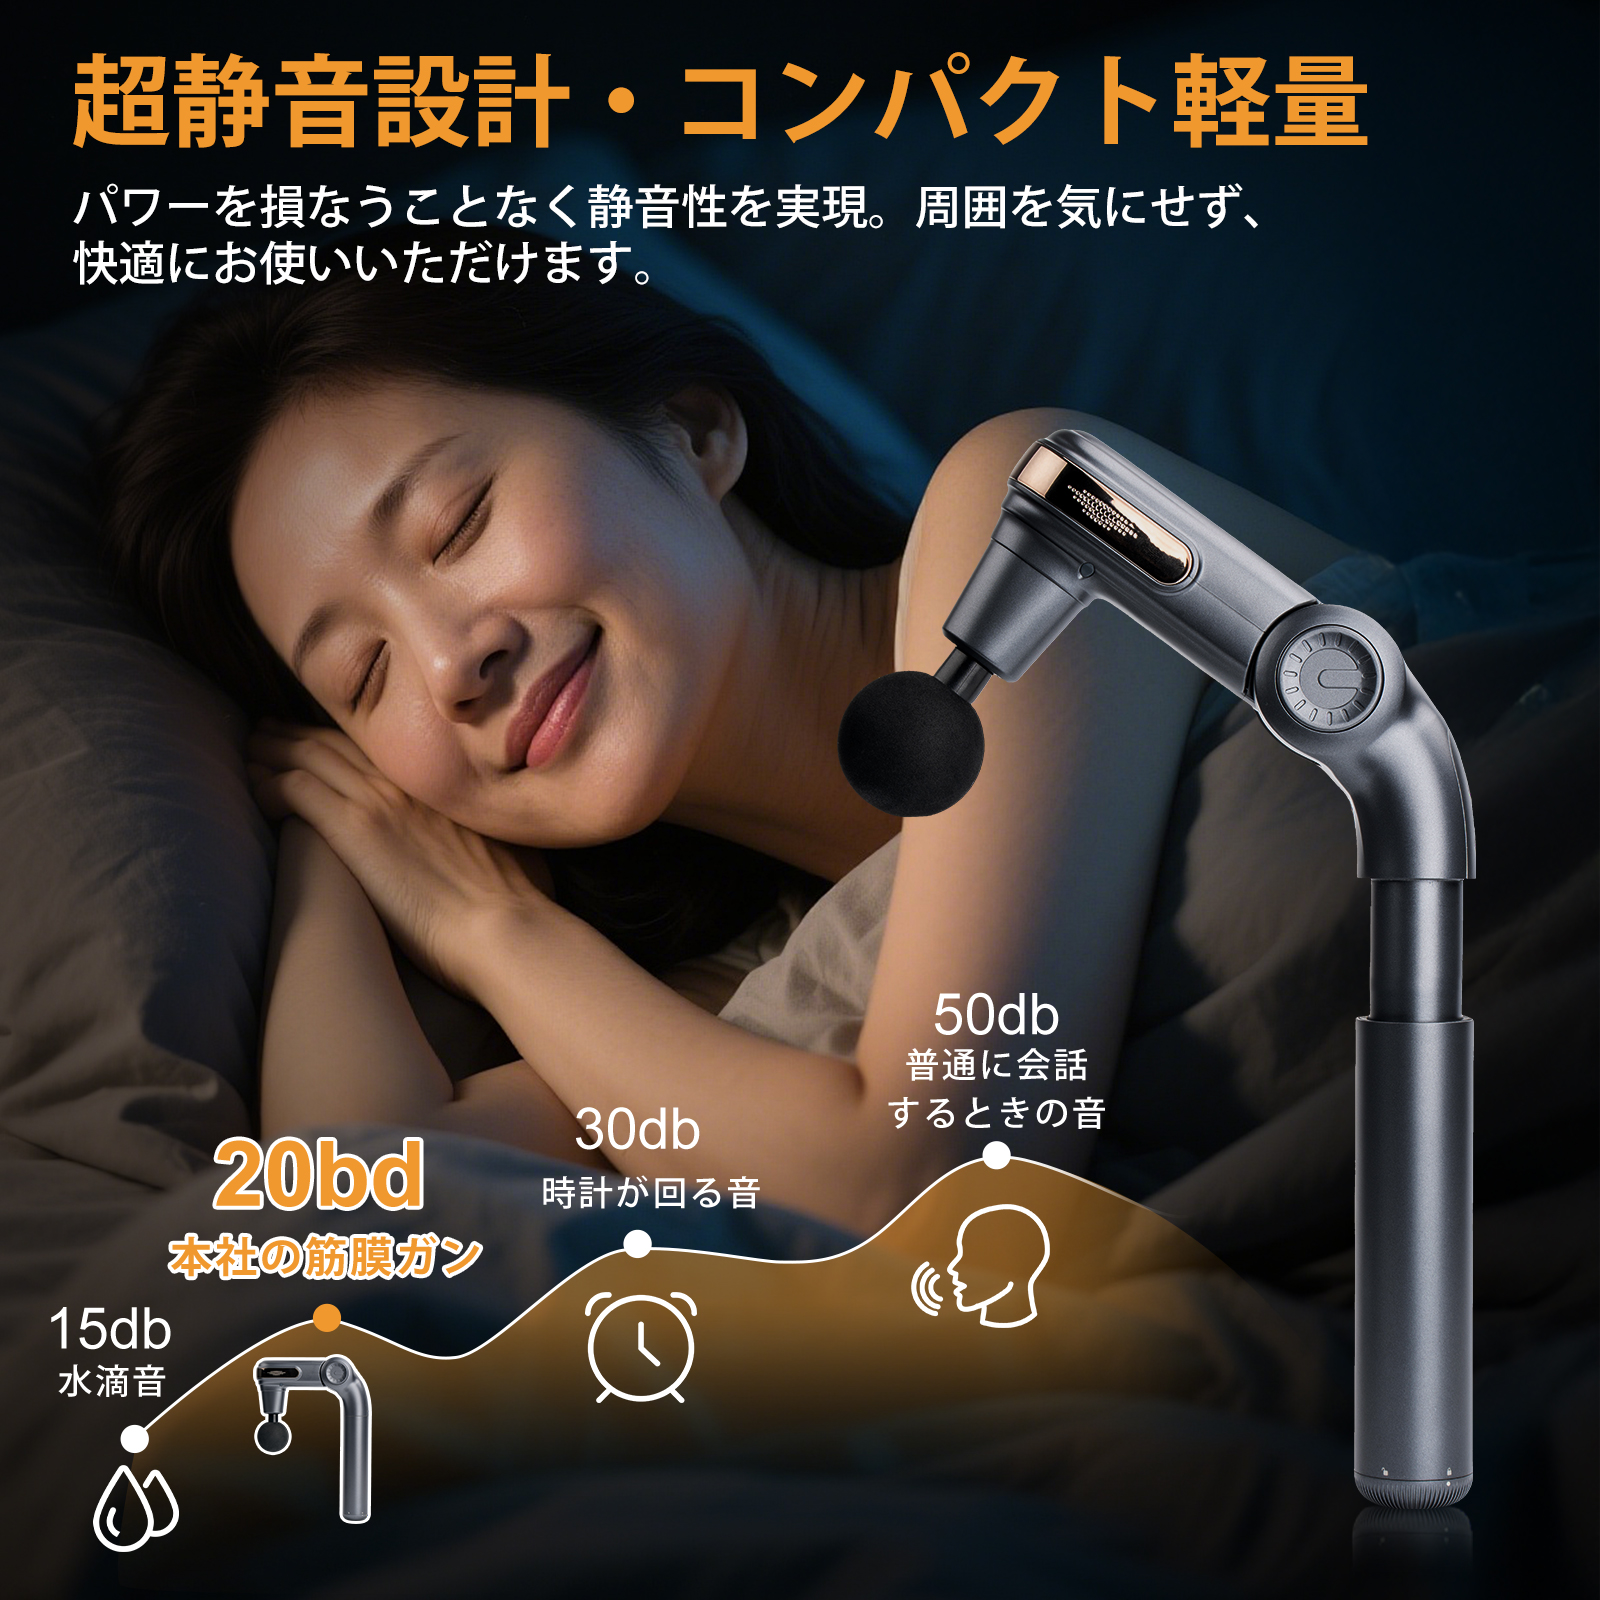 超静音設計・コンパクト軽量
パワーを損なうことなく静音性を実現。周囲を気にせず、
快適にお使いいただけます。
50db
普通に会話
するときの音
30db
時計が回る音
20bd
本社の筋膜ガン
15db
水滴音